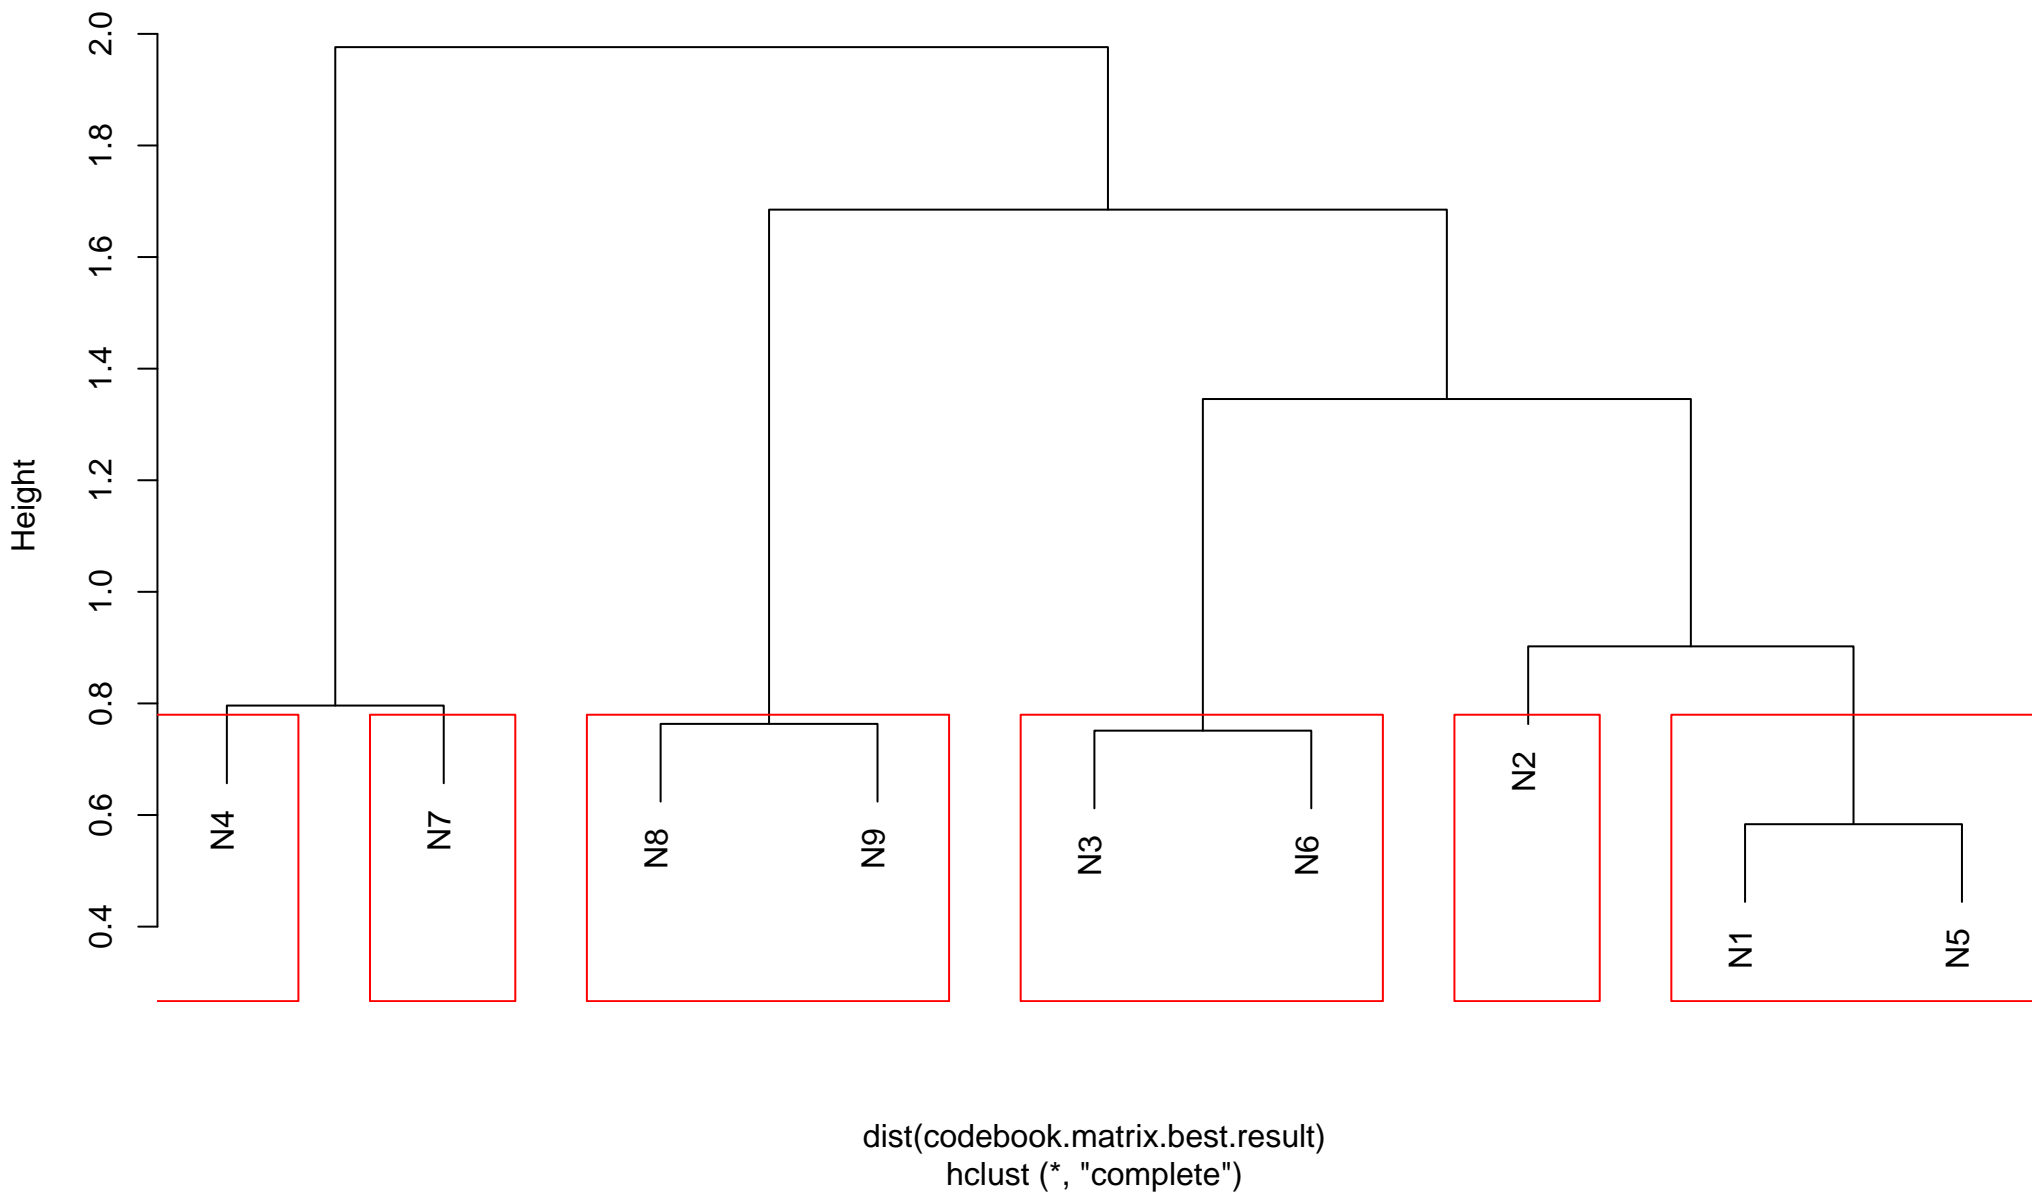 Height
2.0
1.8
1.6
1.4
1.2
1.0
0.8
0.6
0.4
N4
N7
N8
N9
N3
N6
N2
N1
N5
dist(codebook.matrix.best.result)
hclust (*, "complete")